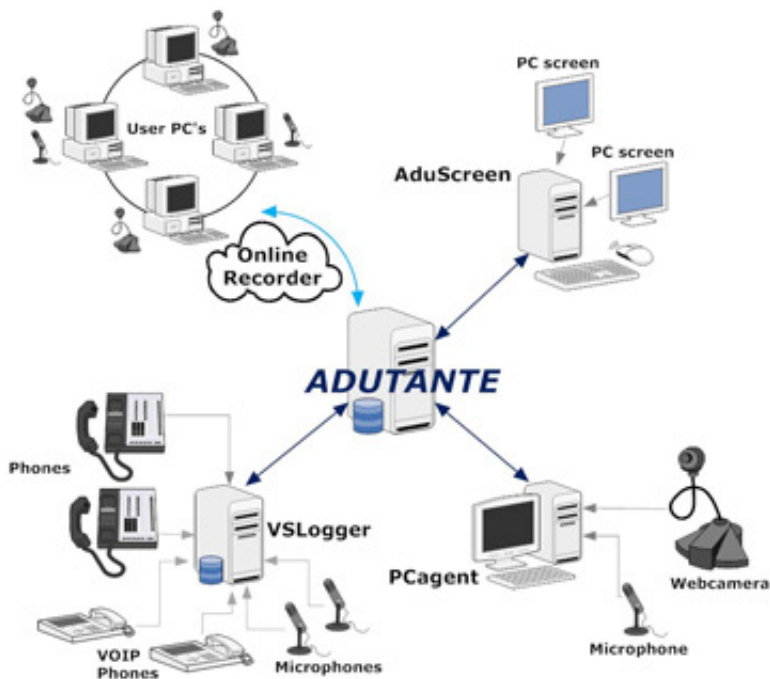 PC screen
User PC's
PC screen
AduScreen
Online
Recorder
ADUTANTE
Phones
VSLogger
PCagent
Webcamera
VOIP
Phones
Microphones
Microphone